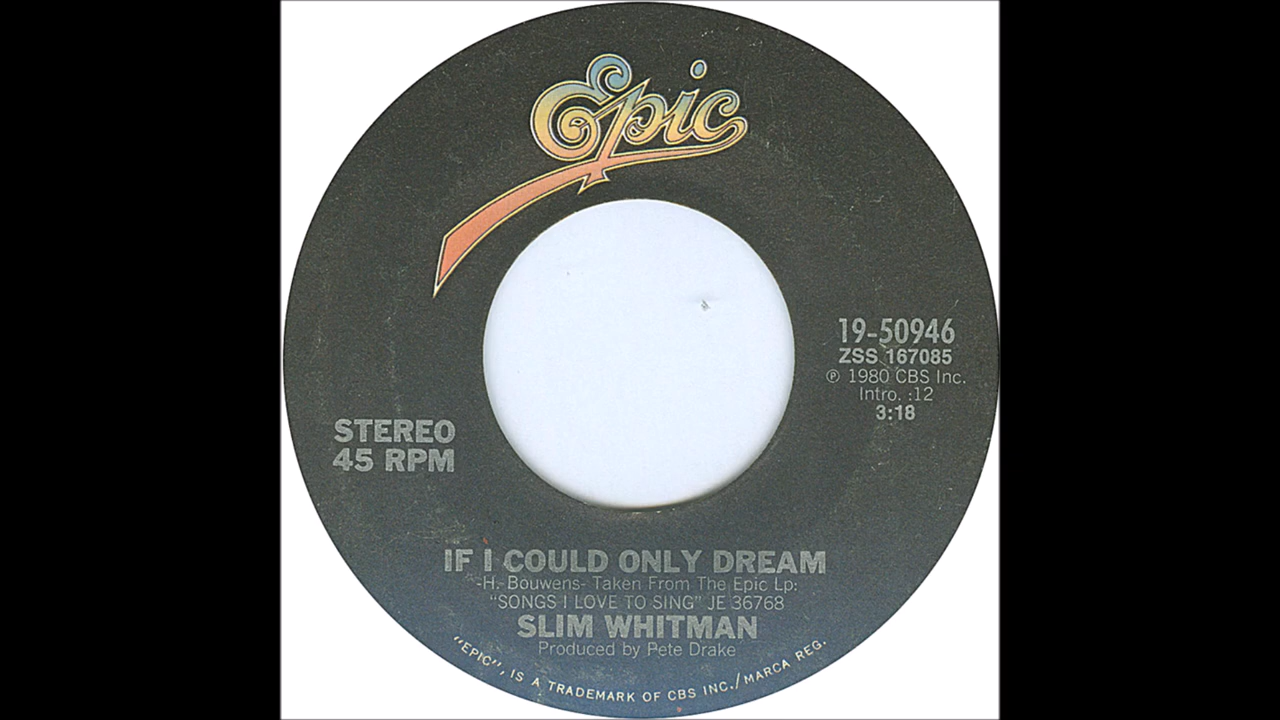 Epic
19-50946
ZSS 167085
℗ 1980 CBS Inc.
Intro. :12
3:18
STEREO
45 RPM
IF I COULD ONLY DREAM
-H. Bouwens- Taken From The Epic Lp:
"SONGS I LOVE TO SING" JE 36768
SLIM WHITMAN
Produced by Pete Drake
"EPIC", IS A TRADEMARK OF CBS INC./MARCA REG.